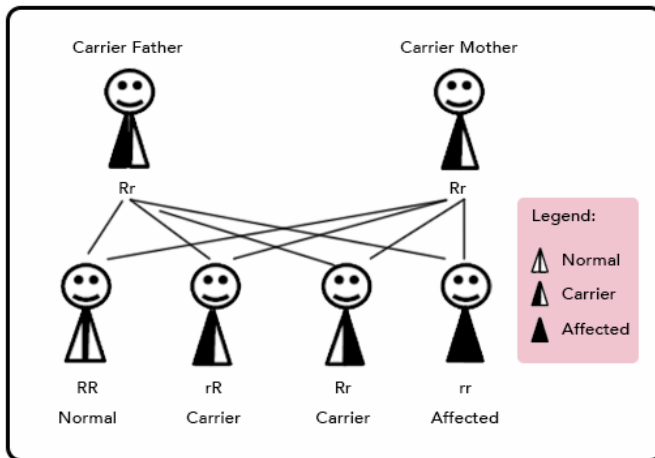 Carrier Father
Carrier Mother
Rr
Rr
Legend:
Normal
Carrier
Affected
RR
rR
Rr
rr
Normal
Carrier
Carrier
Affected